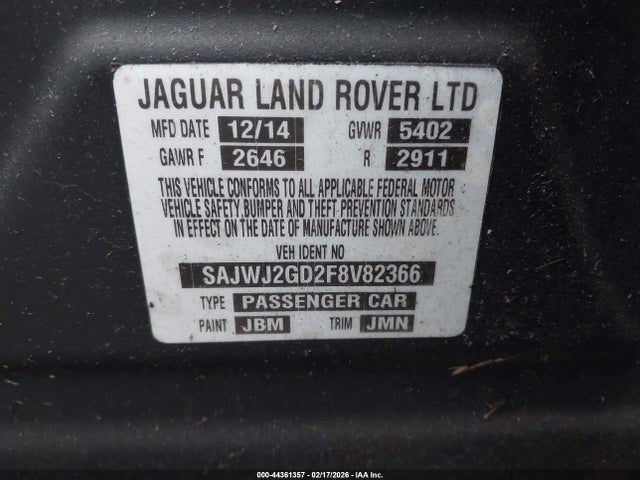 JAGUAR LAND ROVER LTD
MFD DATE 12/14 GVWR 5402
GAWR F 2646 R 2911
THIS VEHICLE CONFORMS TO ALL APPLICABLE FEDERAL MOTOR
VEHICLE SAFETY, BUMPER AND THEFT PREVENTION STANDARDS
IN EFFECT ON THE DATE OF MANUFACTURE SHOWN ABOVE.
VEH IDENT NO
SAJWJ2GD2F8V82366
TYPE PASSENGER CAR
PAINT JBM TRIM JMN
000-44361357 - 02/17/2026 - IAA Inc.